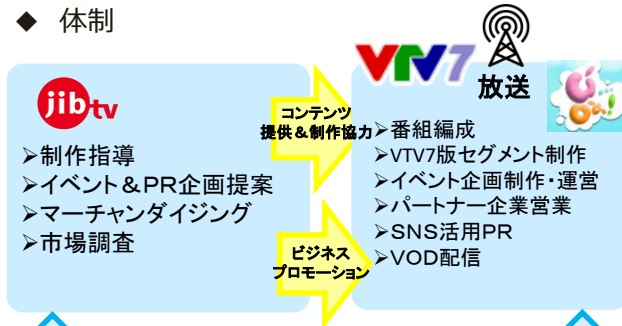 ◆ 体制
jibtv
➤制作指導
➤イベント&PR企画提案
➤マーチャンダイジング
➤市場調査
コンテンツ
提供&制作協力
ビジネス
プロモーション
VTV7
放送
➤番組編成
➤VTV7版セグメント制作
➤イベント企画制作・運営
➤パートナー企業営業
➤SNS活用PR
➤VOD配信